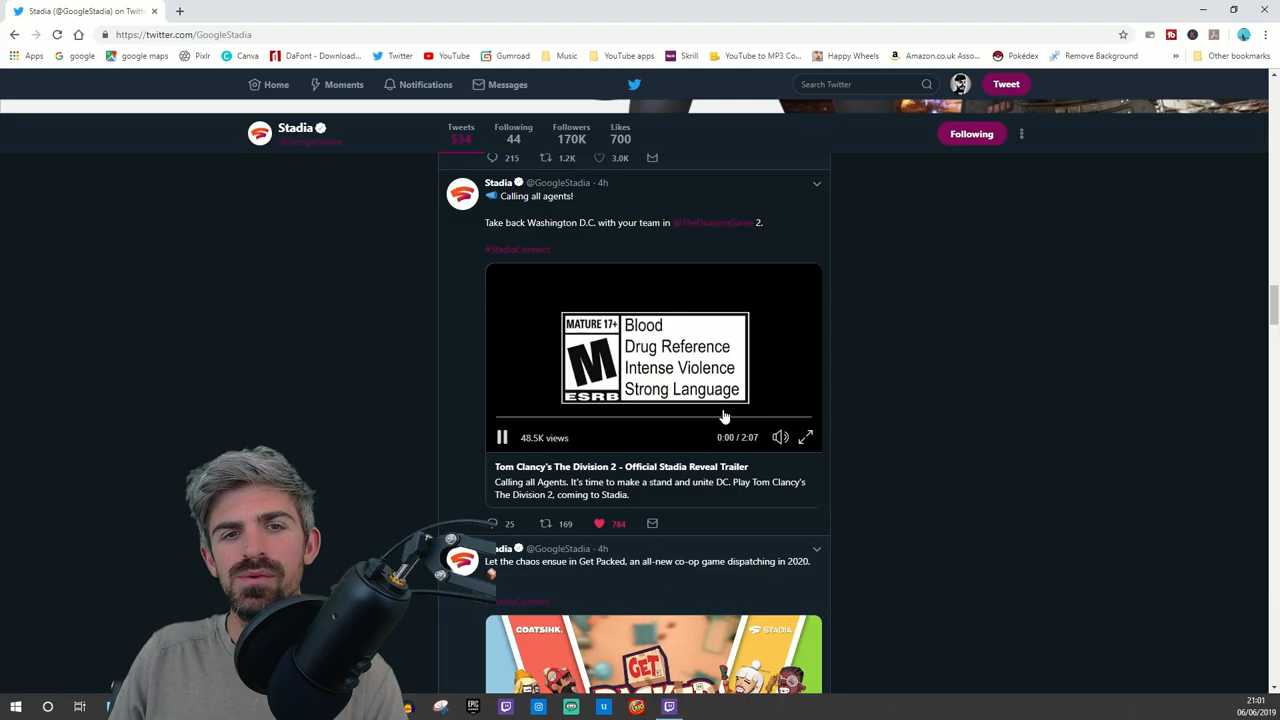 Stadia (@GoogleStadia) on Twitt
https://twitter.com/GoogleStadia
Apps google google maps Pixlr Canva DaFont - Download... Twitter YouTube Gumroad Music YouTube apps Skrill YouTube to MP3 Co... Happy Wheels Amazon.co.uk Asso... Pokédex Remove Background » Other bookmarks
Home Moments Notifications Messages Search Twitter Tweet
Stadia
@GoogleStadia
Tweets Following Followers Likes
534 44 170K 700
Following
215 1.2K 3.0K
Stadia @GoogleStadia · 4h
Calling all agents!
Take back Washington D.C. with your team in @TheDivisionGame 2.
#StadiaConnect
MATURE 17+
M
ESRB
Blood
Drug Reference
Intense Violence
Strong Language
48.5K views 0:00 / 2:07
Tom Clancy's The Division 2 - Official Stadia Reveal Trailer
Calling all Agents. It's time to make a stand and unite DC. Play Tom Clancy's
The Division 2, coming to Stadia.
25 169 784
adia @GoogleStadia · 4h
Let the chaos ensue in Get Packed, an all-new co-op game dispatching in 2020.
COATSINK.
STADIA
GET
21:01
06/06/2019